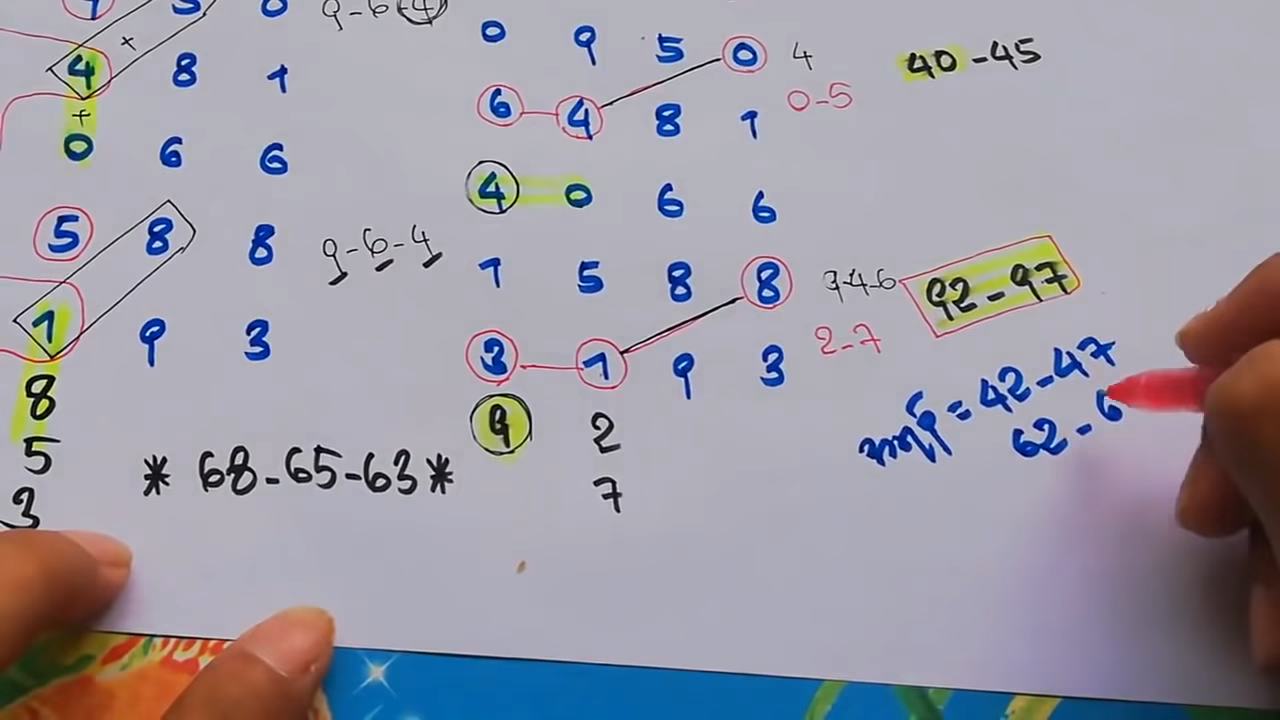 0 9 5 0 4 40-45
6-4 8 1 0-5
4 8 1
+
0 6 6
4 0 6 6
5 8 8 9-6-4
1 5 8 8 9-4-6 92-97
1 9 3
3-1 9 3 2-7
= 42-47
62-6
8
9 2
5
* 68-65-63 *
7
3